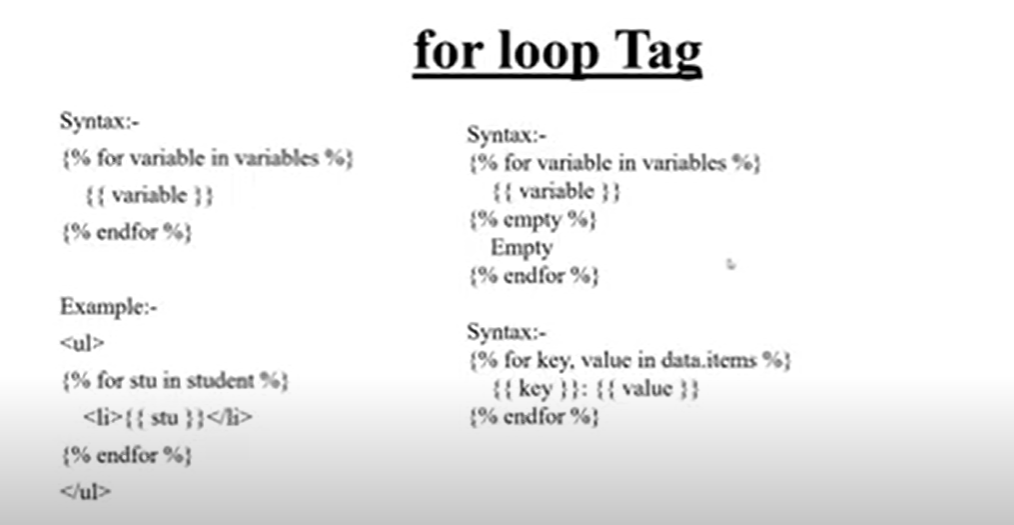 for loop Tag
Syntax:-
{% for variable in variables %}
{{ variable }}
{% endfor %}
Example:-
<ul>
{% for stu in student %}
<li>{{ stu }}</li>
{% endfor %}
</ul>
Syntax:-
{% for variable in variables %}
{{ variable }}
{% empty %}
Empty
{% endfor %}
Syntax:-
{% for key, value in data.items %}
{{ key }}: {{ value }}
{% endfor %}